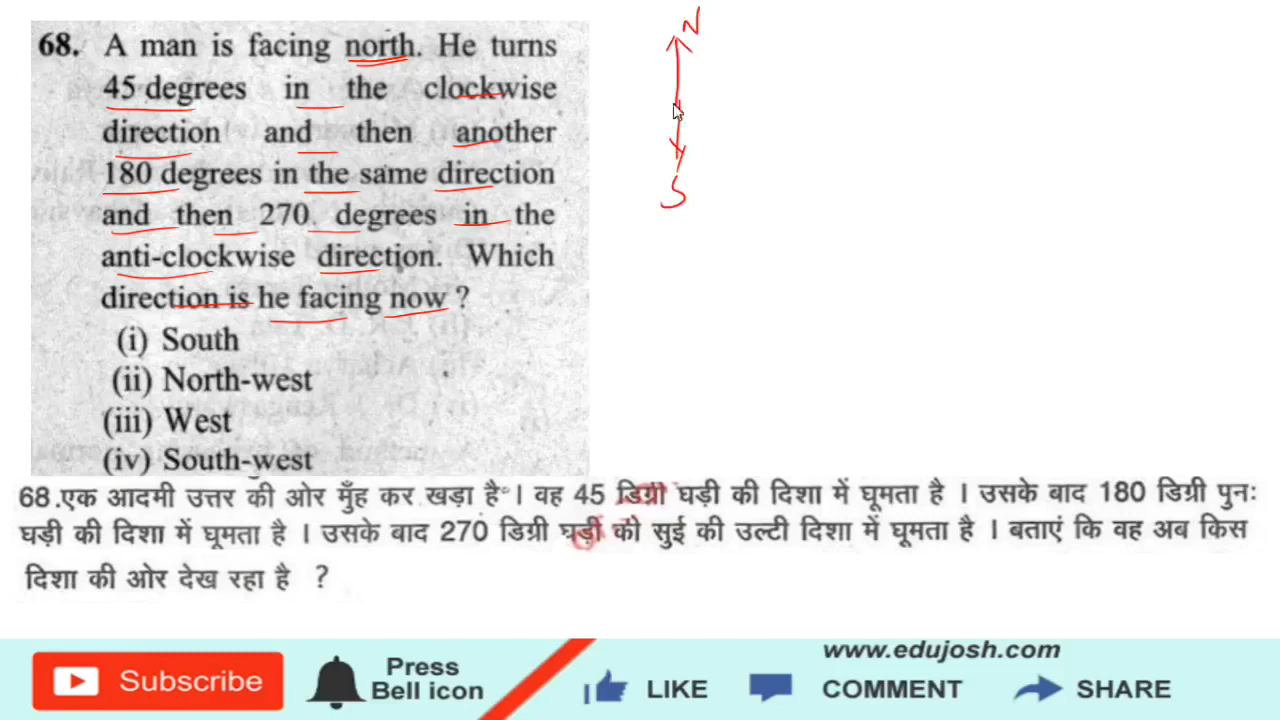 68. A man is facing north. He turns
45 degrees in the clockwise
direction and then another
180 degrees in the same direction
and then 270 degrees in the
anti-clockwise direction. Which
direction is he facing now ?
(i) South
(ii) North-west
(iii) West
(iv) South-west
N
S
68.एक आदमी उत्तर की ओर मुँह कर खड़ा है । वह 45 डिग्री घड़ी की दिशा में घूमता है । उसके बाद 180 डिग्री पुनः
घड़ी की दिशा में घूमता है । उसके बाद 270 डिग्री घड़ी की सुई की उल्टी दिशा में घूमता है । बताएं कि वह अब किस
दिशा की ओर देख रहा है ?
Subscribe
Press
Bell icon
www.edujosh.com
LIKE
COMMENT
SHARE